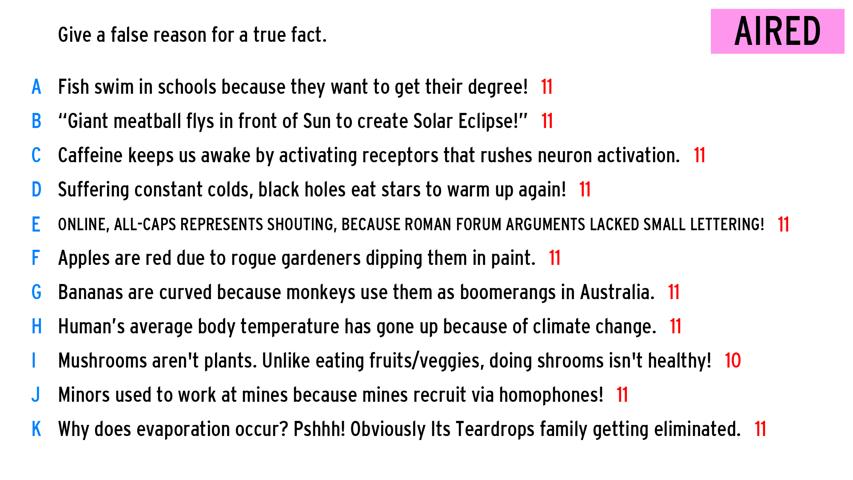 Give a false reason for a true fact.
AIRED
A Fish swim in schools because they want to get their degree! 11
B “Giant meatball flys in front of Sun to create Solar Eclipse!” 11
C Caffeine keeps us awake by activating receptors that rushes neuron activation. 11
D Suffering constant colds, black holes eat stars to warm up again! 11
E ONLINE, ALL-CAPS REPRESENTS SHOUTING, BECAUSE ROMAN FORUM ARGUMENTS LACKED SMALL LETTERING! 11
F Apples are red due to rogue gardeners dipping them in paint. 11
G Bananas are curved because monkeys use them as boomerangs in Australia. 11
H Human’s average body temperature has gone up because of climate change. 11
I Mushrooms aren't plants. Unlike eating fruits/veggies, doing shrooms isn't healthy! 10
J Minors used to work at mines because mines recruit via homophones! 11
K Why does evaporation occur? Pshhh! Obviously Its Teardrops family getting eliminated. 11